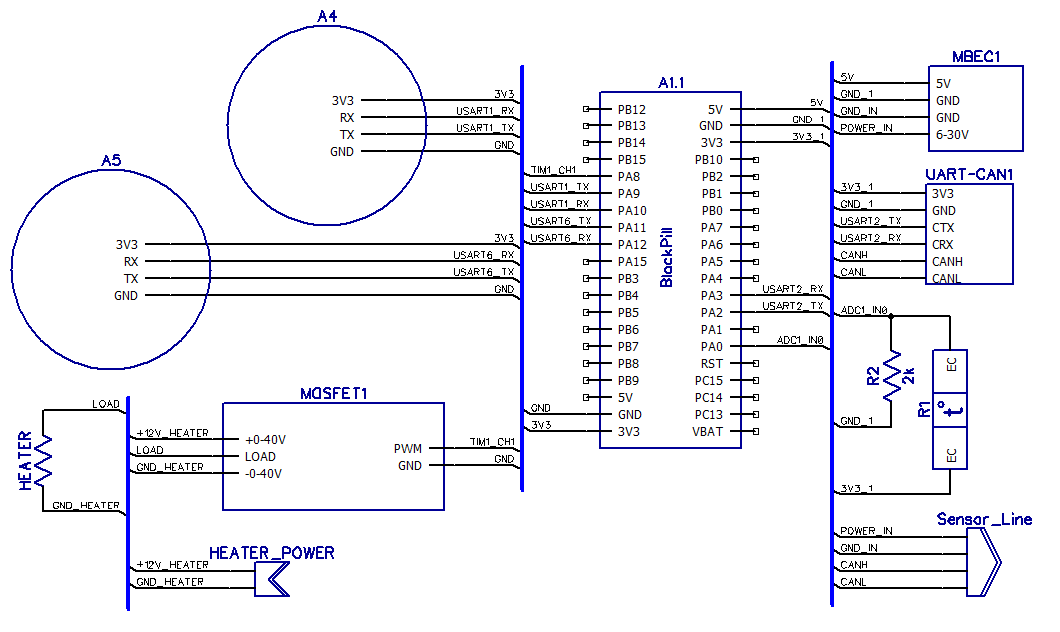 A4
3V3 3V3
RX USART1_RX
TX USART1_TX
GND GND
A5
3V3 3V3
RX USART6_RX
TX USART6_TX
GND GND
A1.1
BlackPill
PB12 5V 5V
PB13 GND GND_1
PB14 3V3 3V3_1
PB15 PB10
TIM1_CH1 PA8 PB2
USART1_TX PA9 PB1
USART1_RX PA10 PB0
USART6_TX PA11 PA7
USART6_RX PA12 PA6
PA15 PA5
PB3 PA4
PB4 PA3 USART2_RX
PB5 PA2 USART2_TX
PB6 PA1
PB7 PA0 ADC1_IN0
PB8 RST
PB9 PC15
5V PC14
GND GND PC13
3V3 3V3 VBAT
MBEC1
5V 5V
GND_1 GND
GND_IN GND
POWER_IN 6-30V
UART-CAN1
3V3_1 3V3
GND_1 GND
USART2_TX CTX
USART2_RX CRX
CANH CANH
CANL CANL
ADC1_IN0
R2
2k
GND_1
R1
EC
t°
EC
3V3_1
Sensor_Line
POWER_IN
GND_IN
CANH
CANL
MOSFET1
+12V_HEATER +0-40V
LOAD LOAD
GND_HEATER -0-40V
PWM TIM1_CH1
GND GND
LOAD
HEATER
GND_HEATER
HEATER_POWER
+12V_HEATER
GND_HEATER